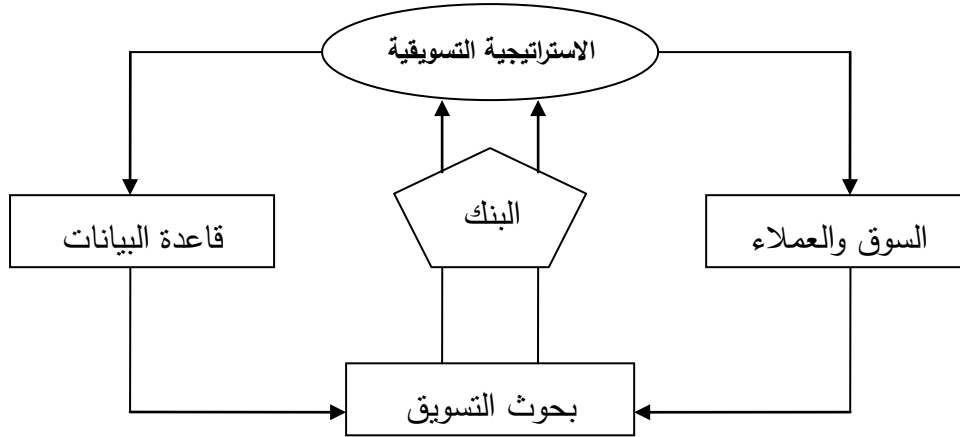 الاستراتيجية التسويقية
البنك
السوق والعملاء
قاعدة البيانات
بحوث التسويق